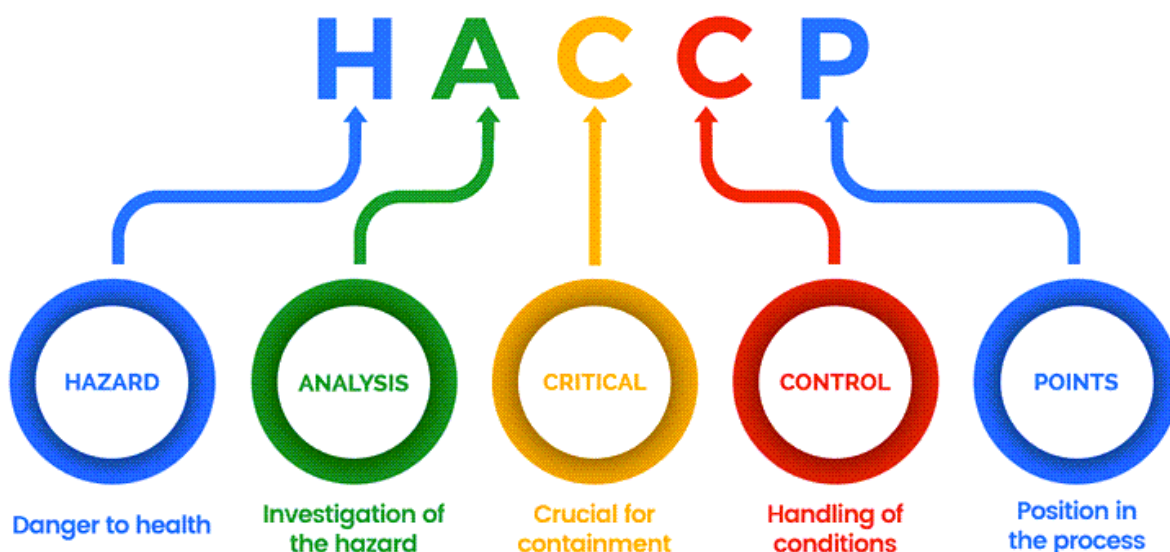 HACCP
HAZARD
ANALYSIS
CRITICAL
CONTROL
POINTS
Danger to health
Investigation of
the hazard
Crucial for
containment
Handling of
conditions
Position in
the process